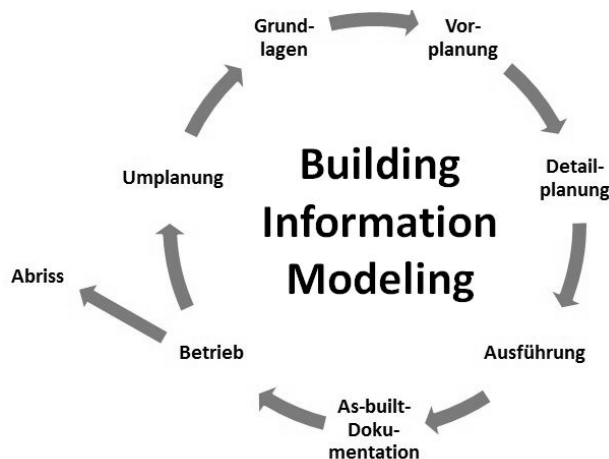 Grund-
lagen
Vor-
planung
Detail-
planung
Ausführung
As-built-
Doku-
mentation
Betrieb
Abriss
Umplanung
Building
Information
Modeling